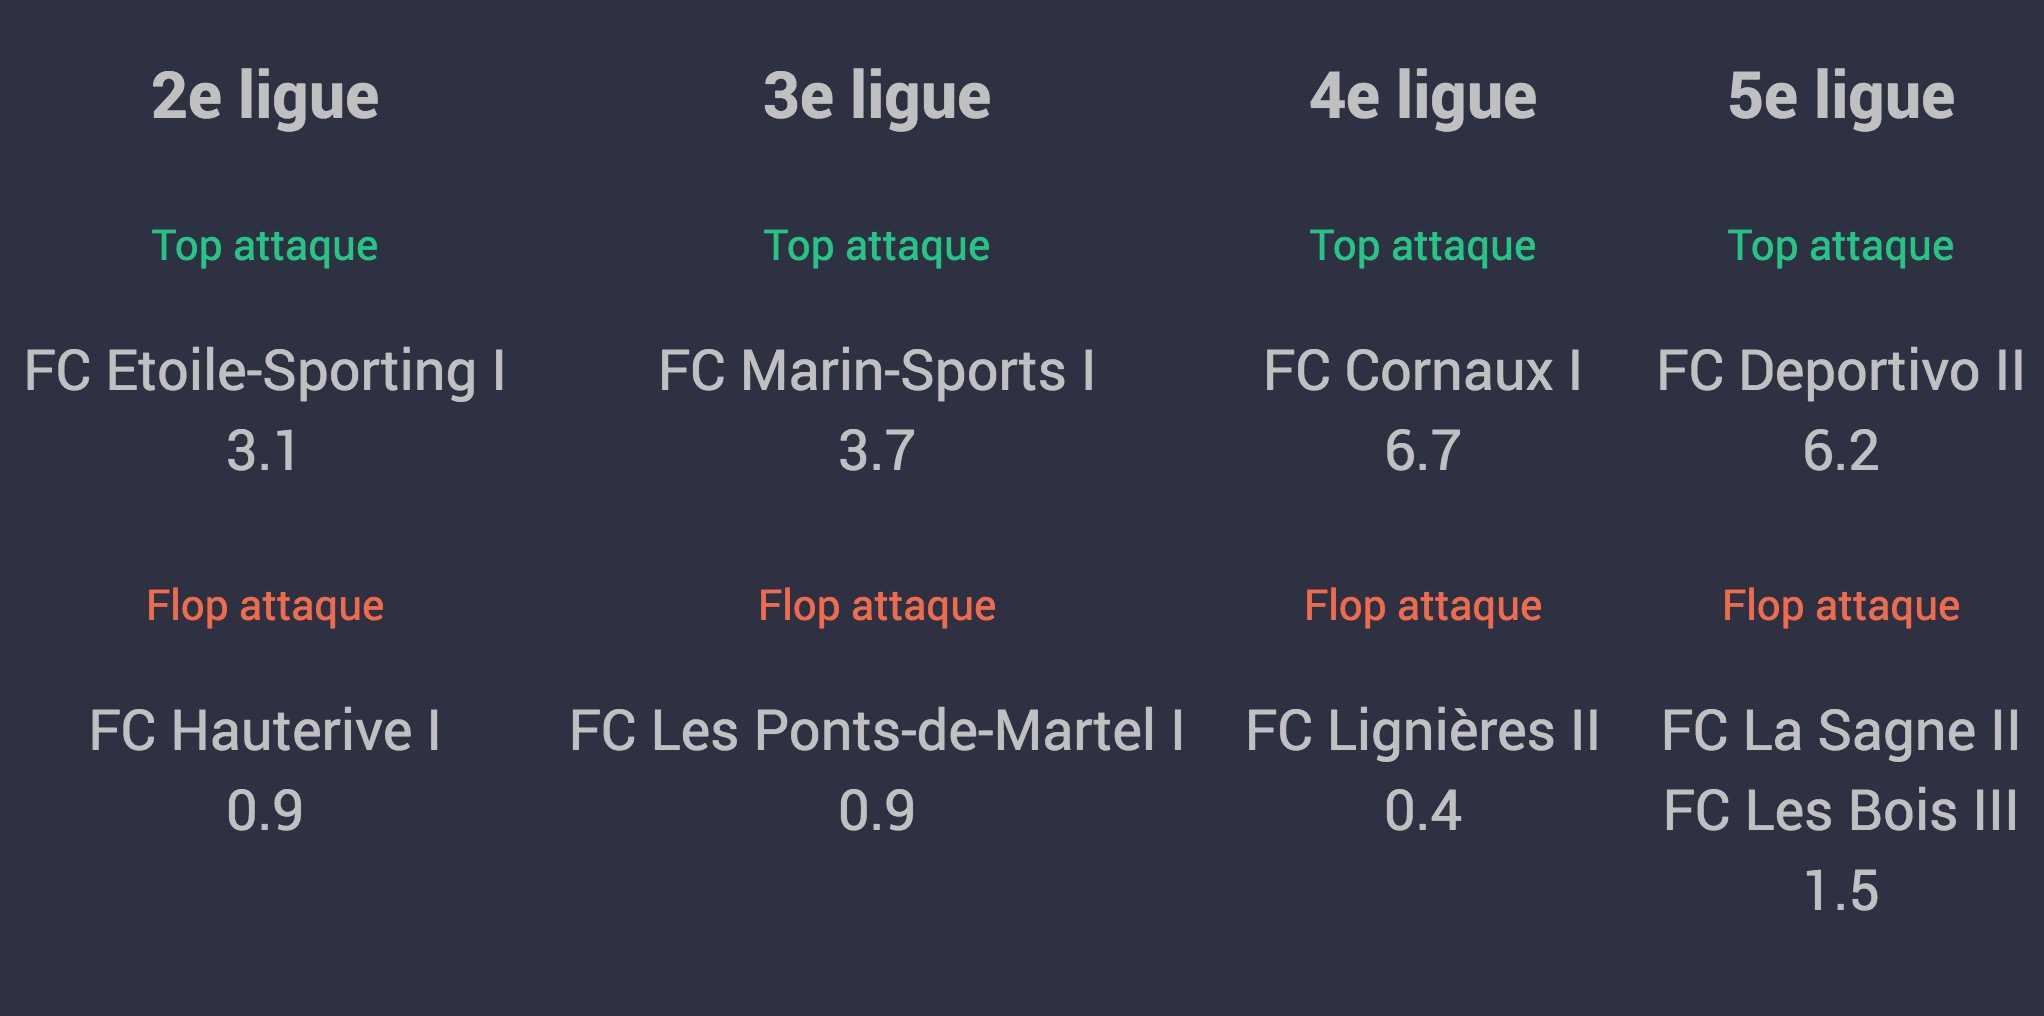 2e ligue
Top attaque
FC Etoile-Sporting I
3.1
Flop attaque
FC Hauterive I
0.9
3e ligue
Top attaque
FC Marin-Sports I
3.7
Flop attaque
FC Les Ponts-de-Martel I
0.9
4e ligue
Top attaque
FC Cornaux I
6.7
Flop attaque
FC Lignières II
0.4
5e ligue
Top attaque
FC Deportivo II
6.2
Flop attaque
FC La Sagne II
FC Les Bois III
1.5